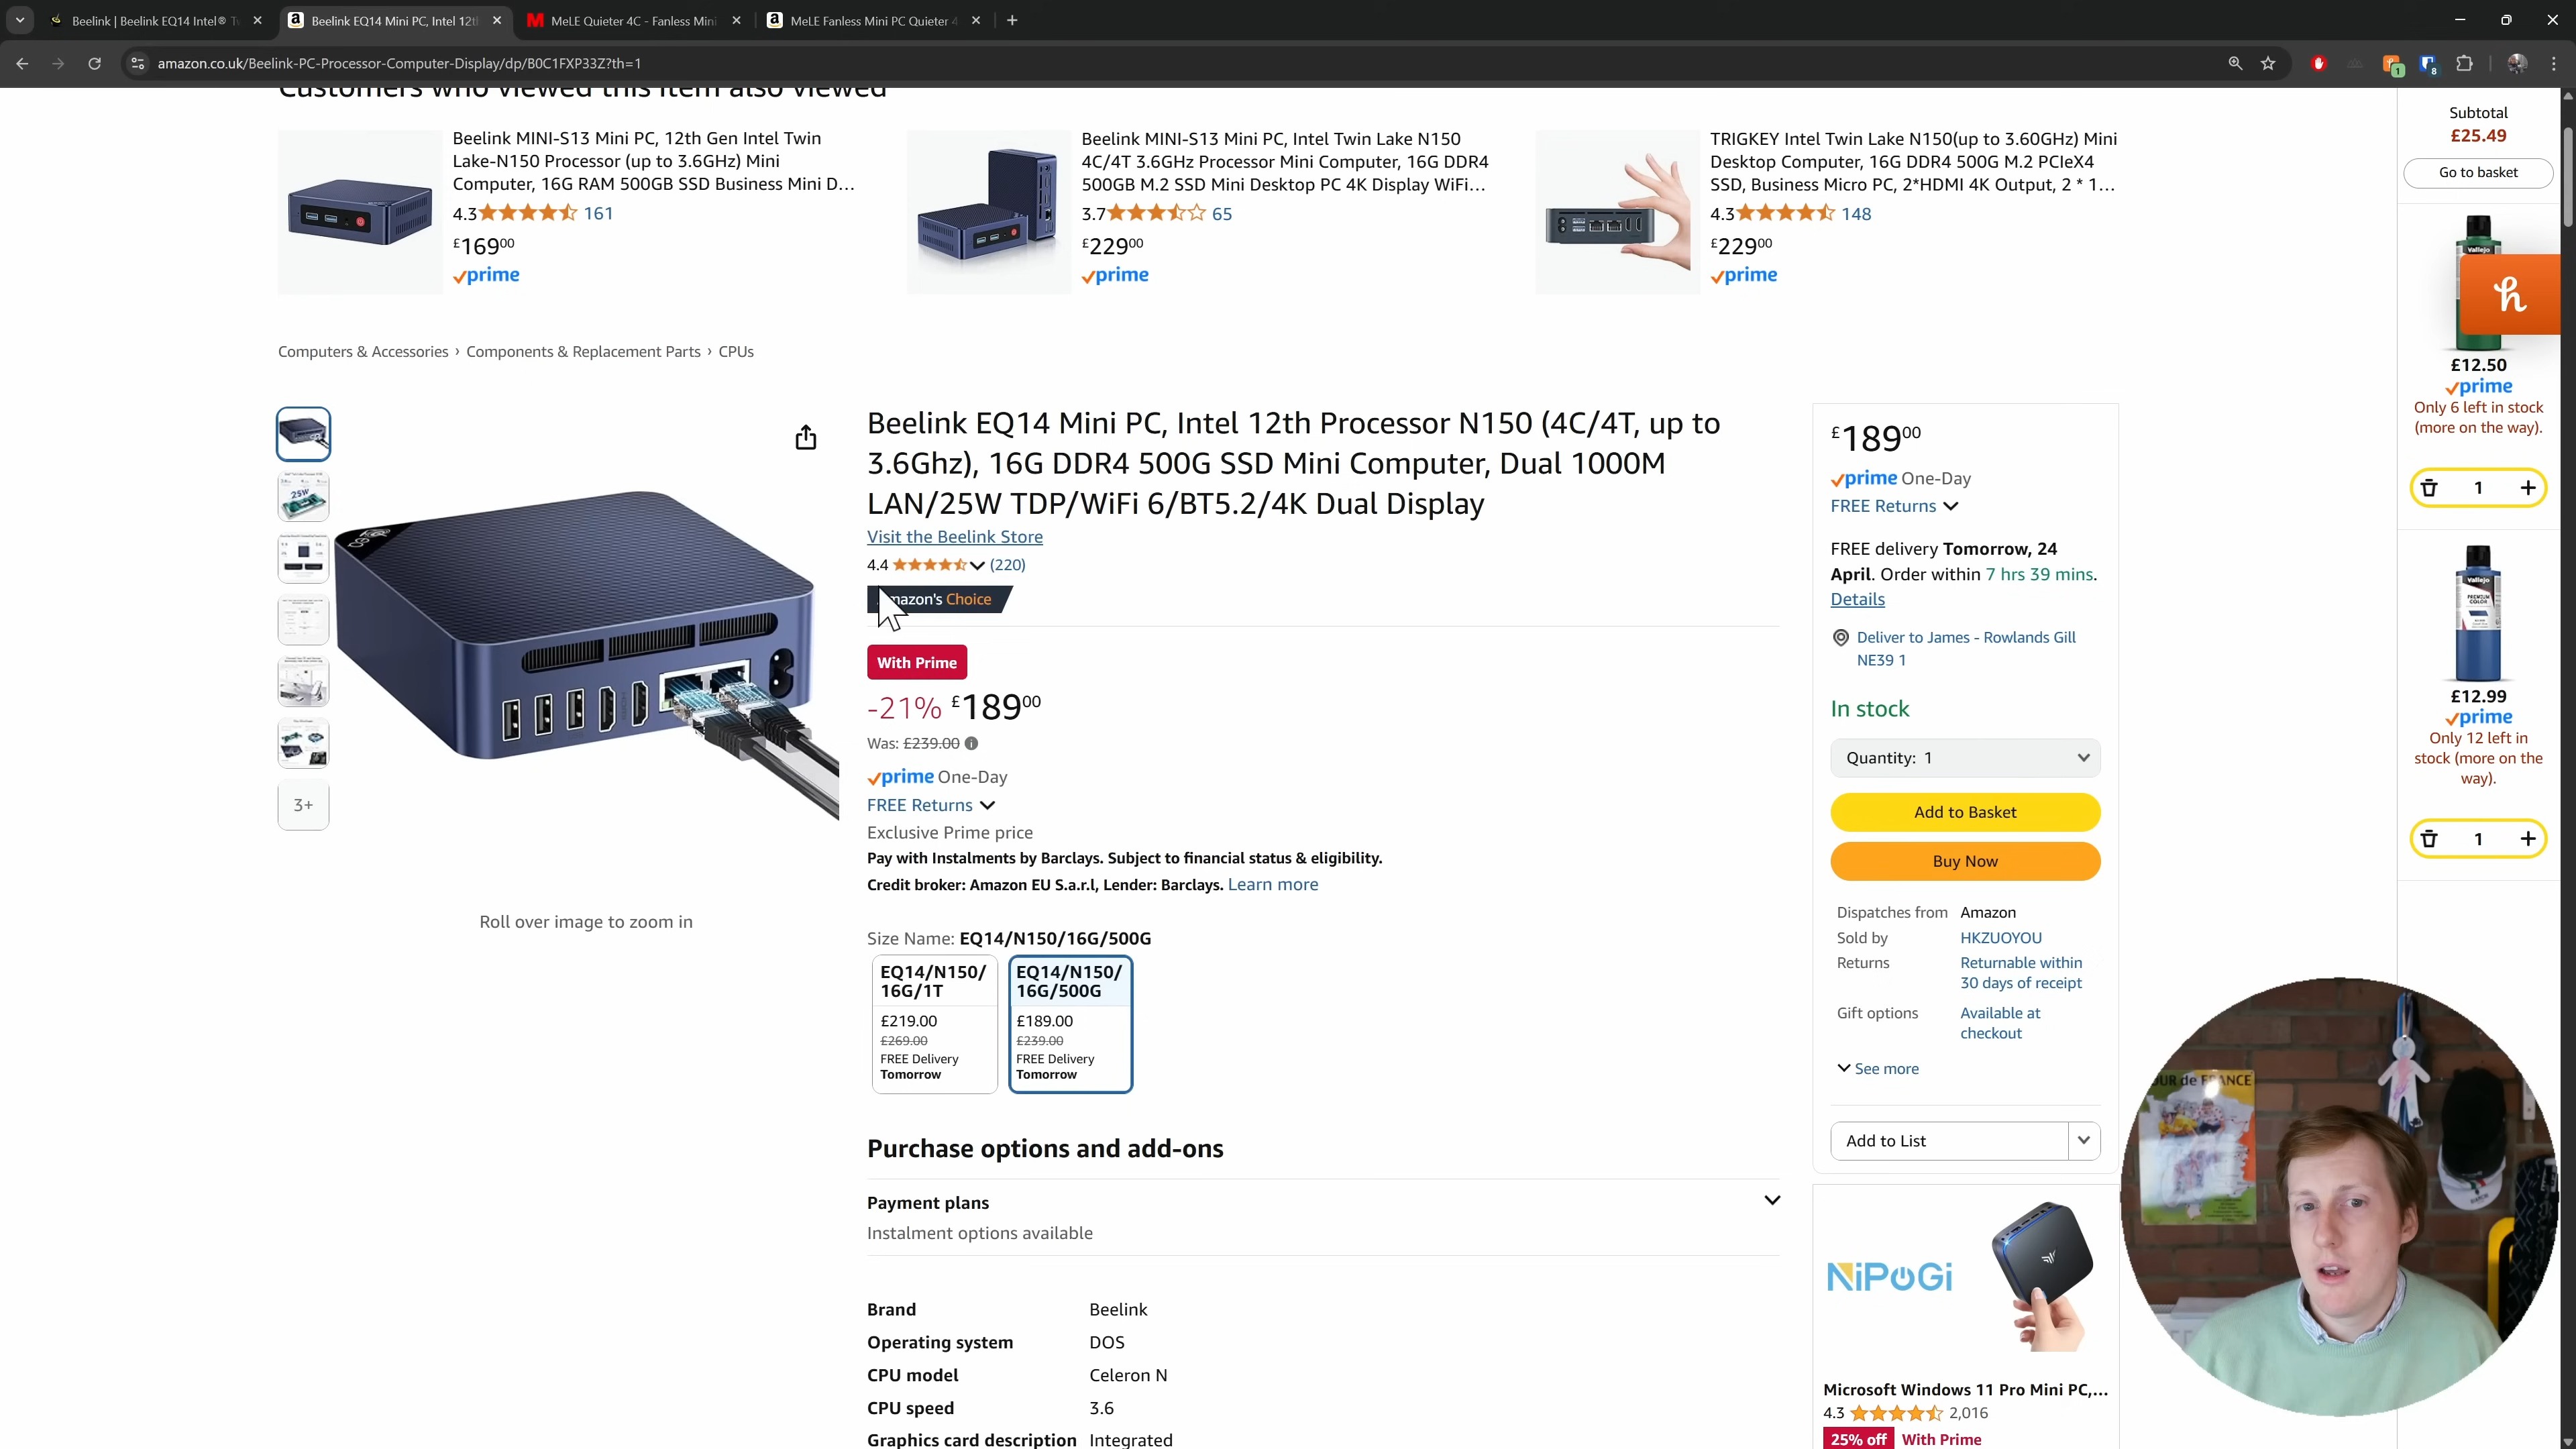 Beelink | Beelink EQ14 Intel® Tw
Beelink EQ14 Mini PC, Intel 12th
MeLE Quieter 4C - Fanless Mini
MeLE Fanless Mini PC Quieter 4
amazon.co.uk/Beelink-PC-Processor-Computer-Display/dp/B0C1FXP33Z?th=1
Customers who viewed this item also viewed
Beelink MINI-S13 Mini PC, 12th Gen Intel Twin
Lake-N150 Processor (up to 3.6GHz) Mini
Computer, 16G RAM 500GB SSD Business Mini D...
4.3 161
£169.00
prime
Beelink MINI-S13 Mini PC, Intel Twin Lake N150
4C/4T 3.6GHz Processor Mini Computer, 16G DDR4
500GB M.2 SSD Mini Desktop PC 4K Display WiFi...
3.7 65
£229.00
prime
TRIGKEY Intel Twin Lake N150(up to 3.60GHz) Mini
Desktop Computer, 16G DDR4 500G M.2 PCIeX4
SSD, Business Micro PC, 2*HDMI 4K Output, 2 * 1...
4.3 148
£229.00
prime
Computers & Accessories › Components & Replacement Parts › CPUs
25W
3+
Roll over image to zoom in
Beelink EQ14 Mini PC, Intel 12th Processor N150 (4C/4T, up to
3.6Ghz), 16G DDR4 500G SSD Mini Computer, Dual 1000M
LAN/25W TDP/WiFi 6/BT5.2/4K Dual Display
Visit the Beelink Store
4.4 (220)
mazon's Choice
With Prime
-21% £189.00
Was: £239.00
prime One-Day
FREE Returns
Exclusive Prime price
Pay with Instalments by Barclays. Subject to financial status & eligibility.
Credit broker: Amazon EU S.a.r.l, Lender: Barclays. Learn more
Size Name: EQ14/N150/16G/500G
EQ14/N150/
16G/1T
£219.00
£269.00
FREE Delivery
Tomorrow
EQ14/N150/
16G/500G
£189.00
£239.00
FREE Delivery
Tomorrow
Purchase options and add-ons
Payment plans
Instalment options available
Brand Beelink
Operating system DOS
CPU model Celeron N
CPU speed 3.6
Graphics card description Integrated
£189.00
prime One-Day
FREE Returns
FREE delivery Tomorrow, 24
April. Order within 7 hrs 39 mins.
Details
Deliver to James - Rowlands Gill
NE39 1
In stock
Quantity: 1
Add to Basket
Buy Now
Dispatches from Amazon
Sold by HKZUOYOU
Returns Returnable within
30 days of receipt
Gift options Available at
checkout
See more
Add to List
NiPoGi
Microsoft Windows 11 Pro Mini PC,...
4.3 2,016
25% off With Prime
Subtotal
£25.49
Go to basket
Vallejo
h
£12.50
prime
Only 6 left in stock
(more on the way).
1
Vallejo
PREMIUM
COLOR
£12.99
prime
Only 12 left in
stock (more on the
way).
1
1
8